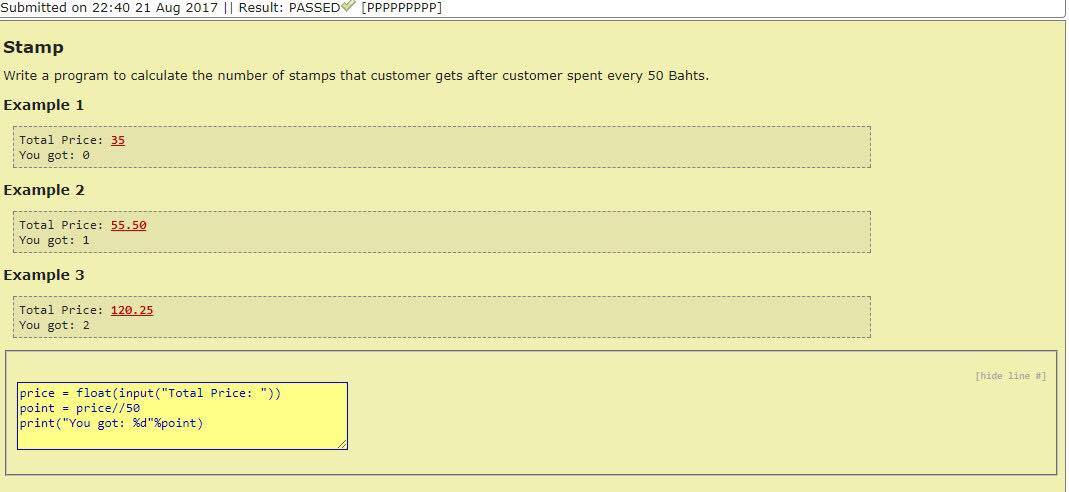 Submitted on 22:40 21 Aug 2017 || Result: PASSED [PPPPPPPPP]
Stamp
Write a program to calculate the number of stamps that customer gets after customer spent every 50 Bahts.
Example 1
Total Price: 35
You got: 0
Example 2
Total Price: 55.50
You got: 1
Example 3
Total Price: 120.25
You got: 2
[hide line #]
price = float(input("Total Price: "))
point = price//50
print("You got: %d"%point)